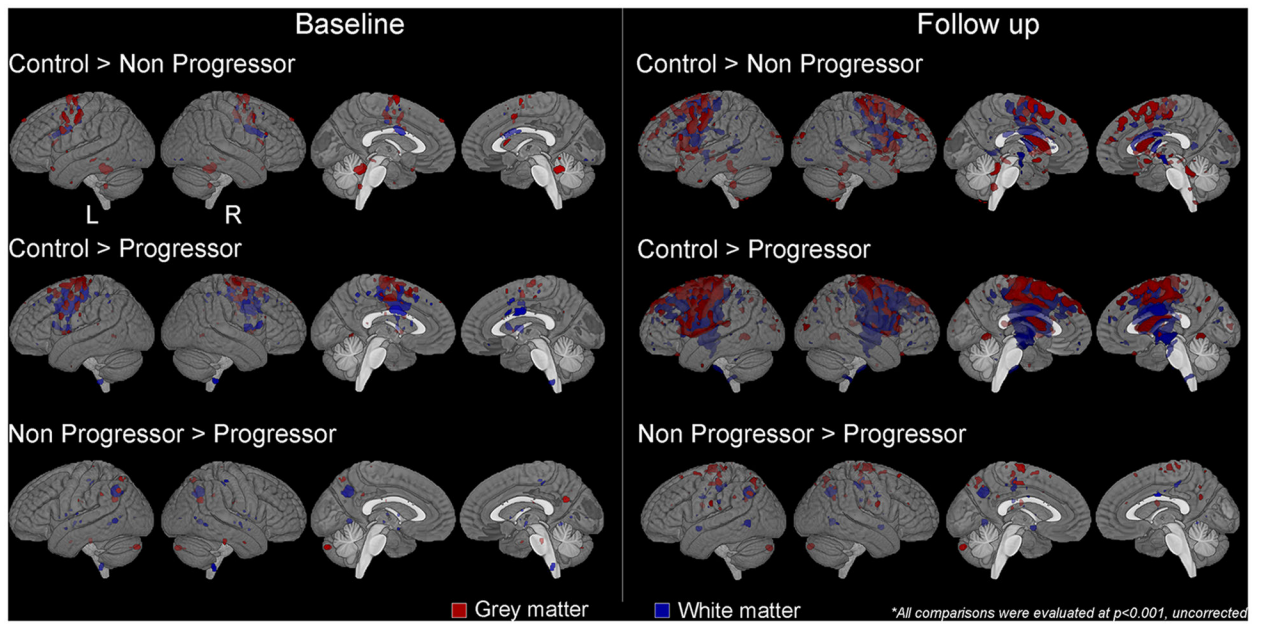 Baseline
Follow up
Control > Non Progressor
Control > Non Progressor
L
R
Control > Progressor
Control > Progressor
Non Progressor > Progressor
Non Progressor > Progressor
Grey matter
White matter
*All comparisons were evaluated at p<0.001, uncorrected